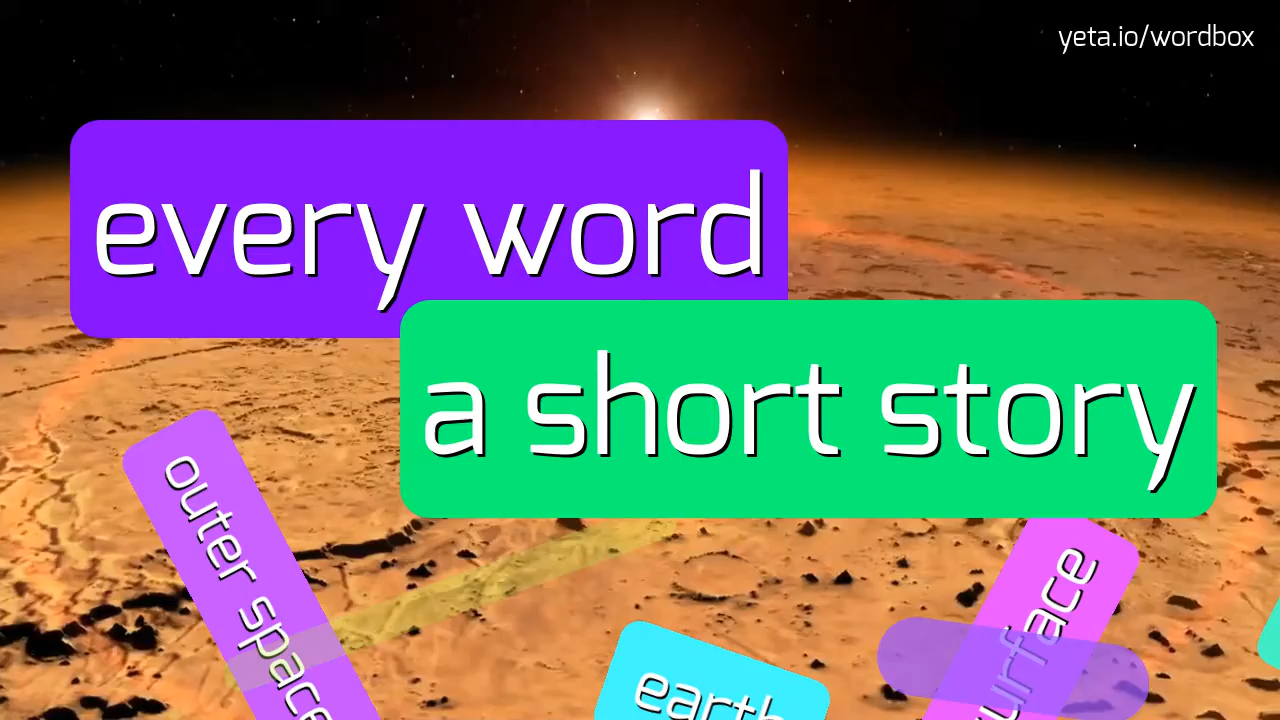 yeta.io/wordbox
every word
a short story
outer space
earth
surface